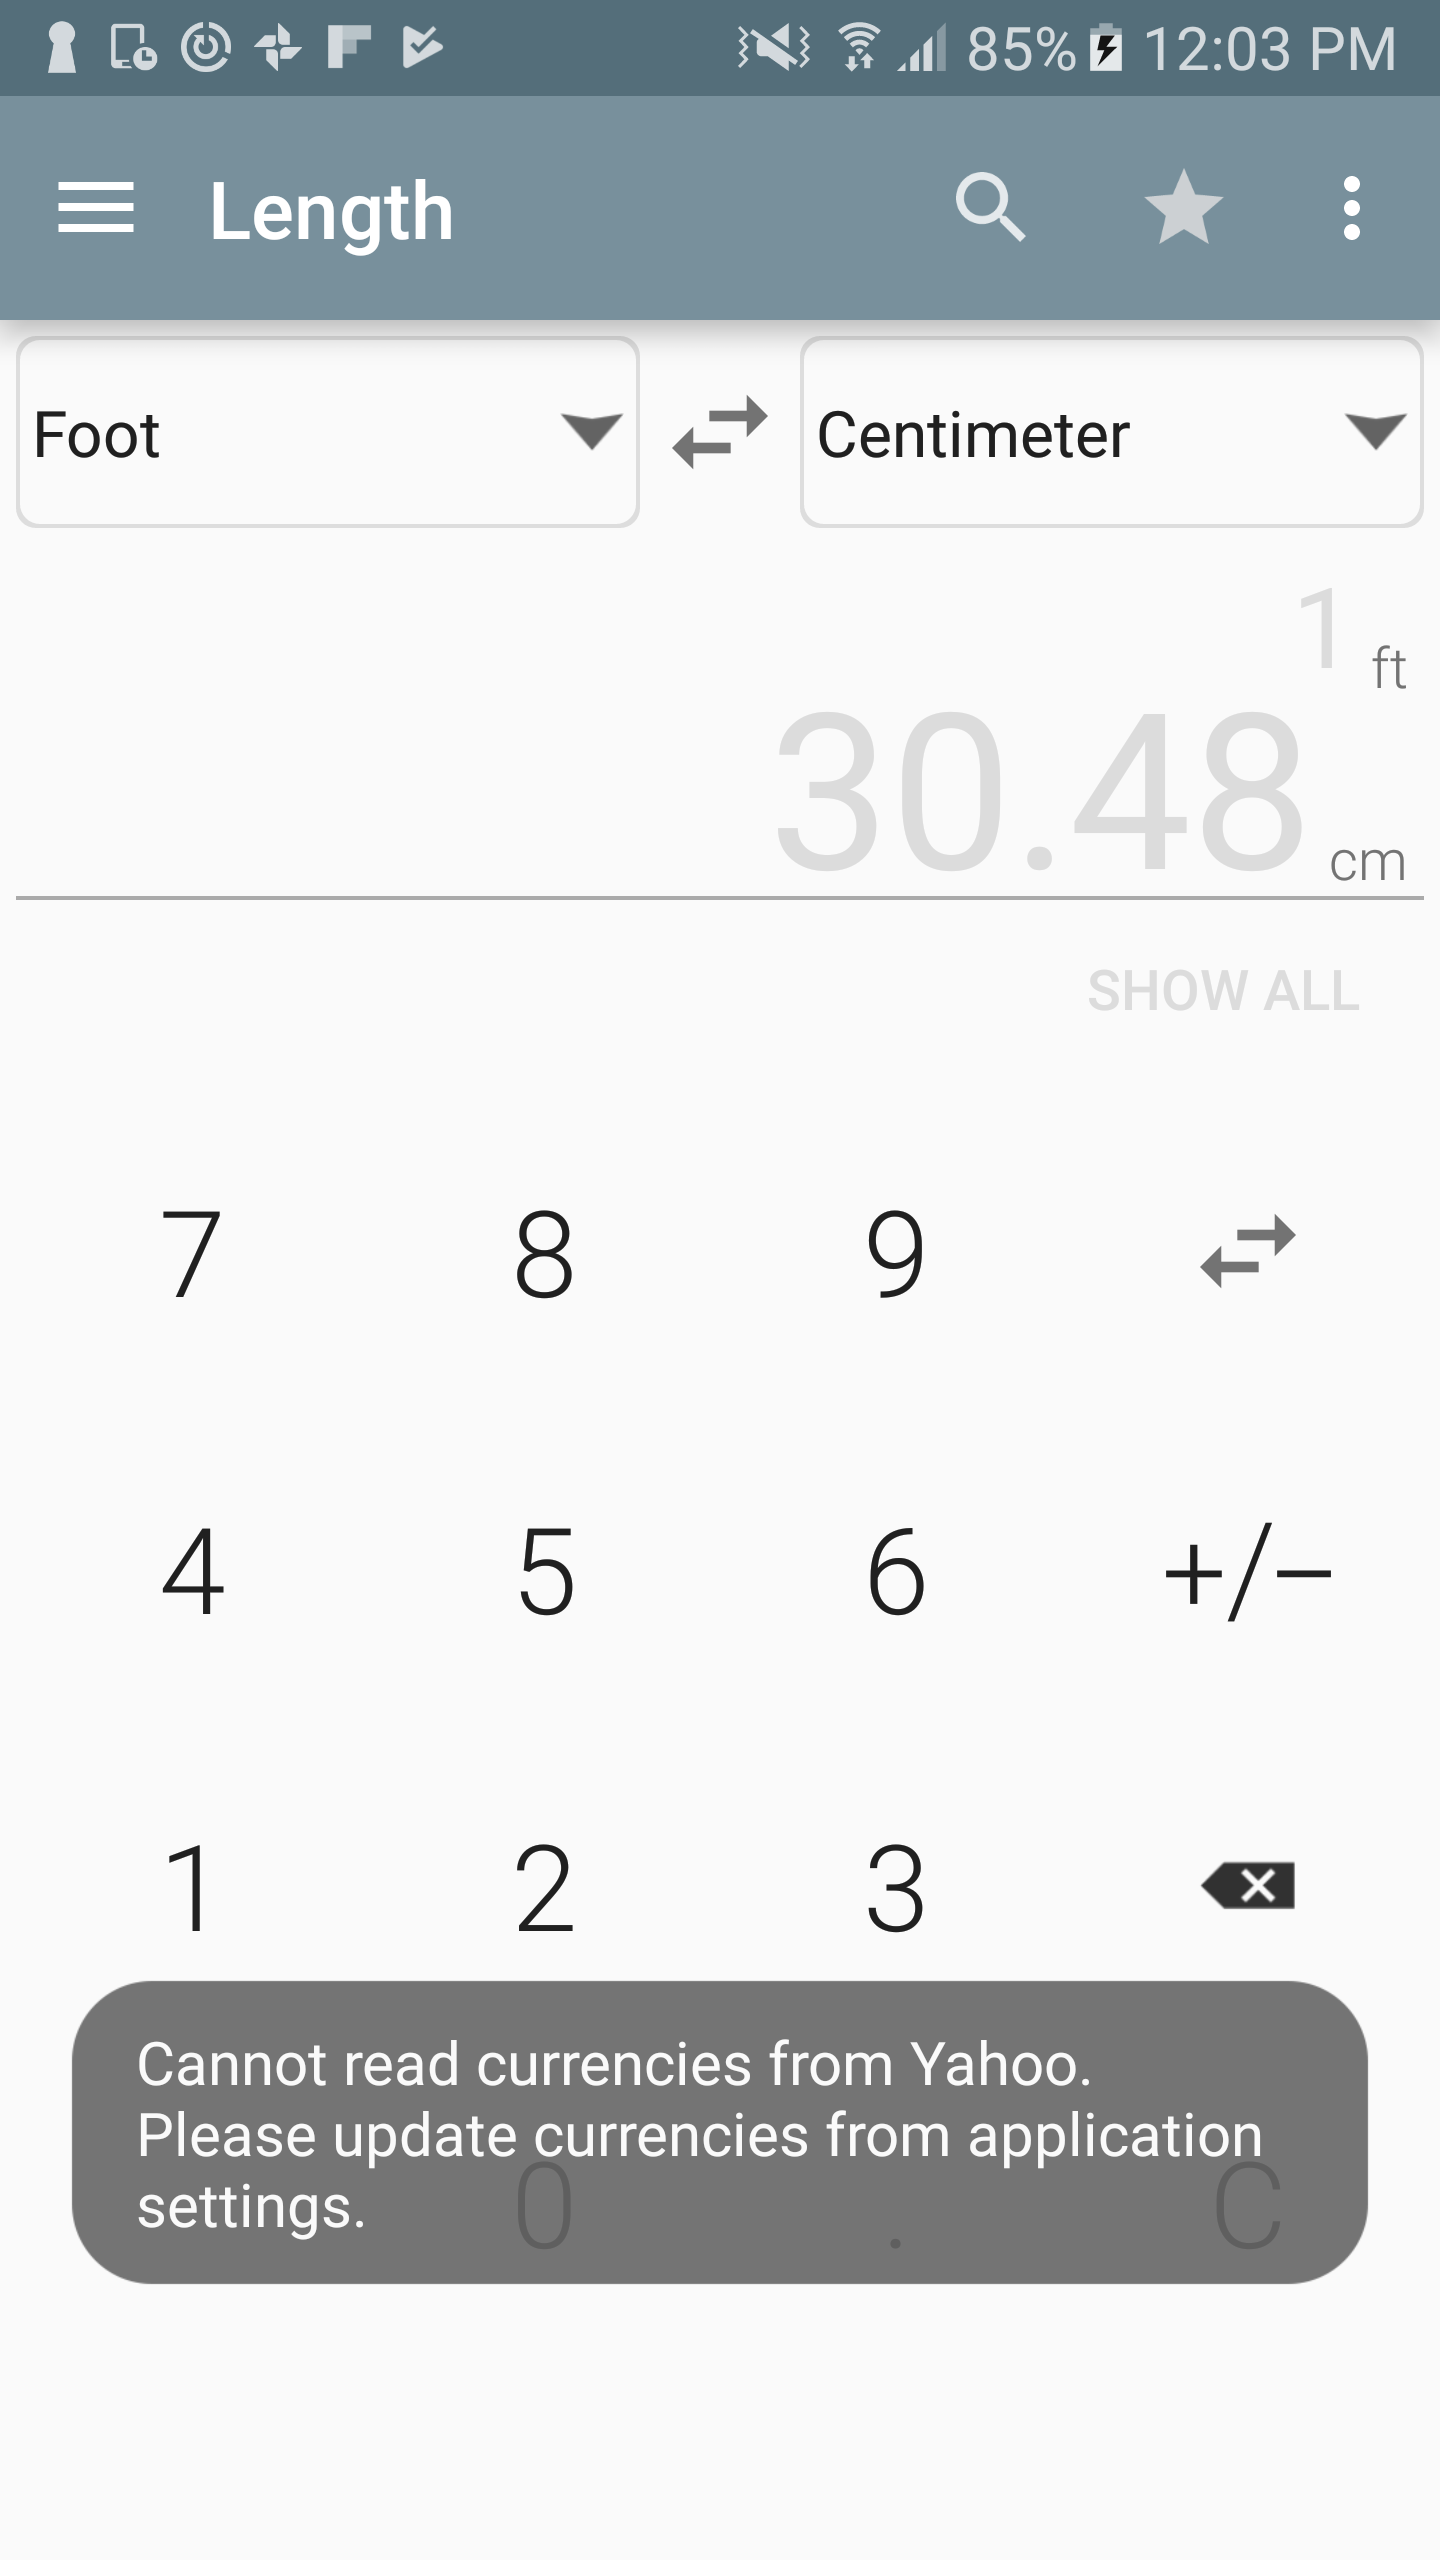 85% 12:03 PM
Length
Foot
Centimeter
1 ft
30.48 cm
SHOW ALL
7 8 9
4 5 6 +/−
1 2 3
Cannot read currencies from Yahoo.
Please update currencies from application
settings.
0 . C